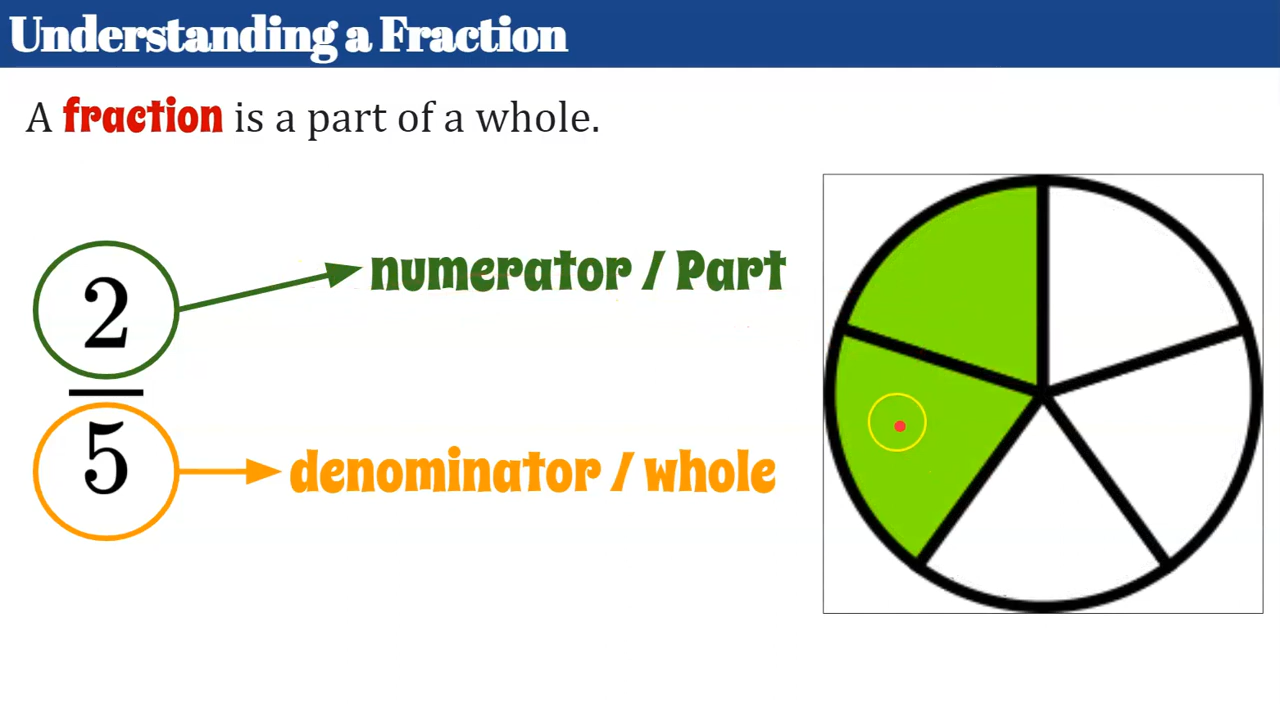 Understanding a Fraction
A fraction is a part of a whole.
2
numerator / Part
5
denominator / whole